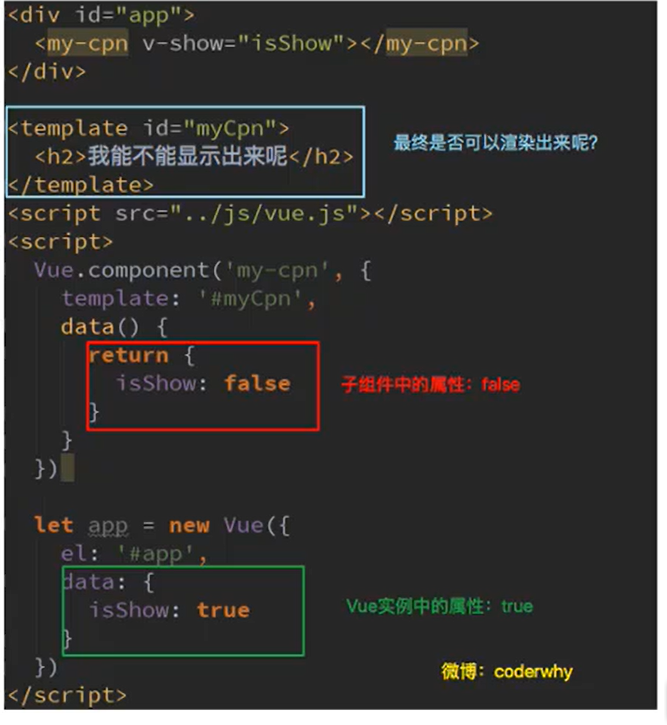 <div id="app">
  <my-cpn v-show="isShow"></my-cpn>
</div>

<template id="myCpn">
最终是否可以渲染出来呢?
  <h2>我能不能显示出来呢</h2>
</template>
<script src="../js/vue.js"></script>
<script>
  Vue.component('my-cpn', {
    template: '#myCpn',
    data() {
      return {
        isShow: false
子组件中的属性：false
      }
    }
  })

  let app = new Vue({
    el: '#app',
    data: {
      isShow: true
Vue实例中的属性：true
    }
  })
微博：coderwhy
</script>